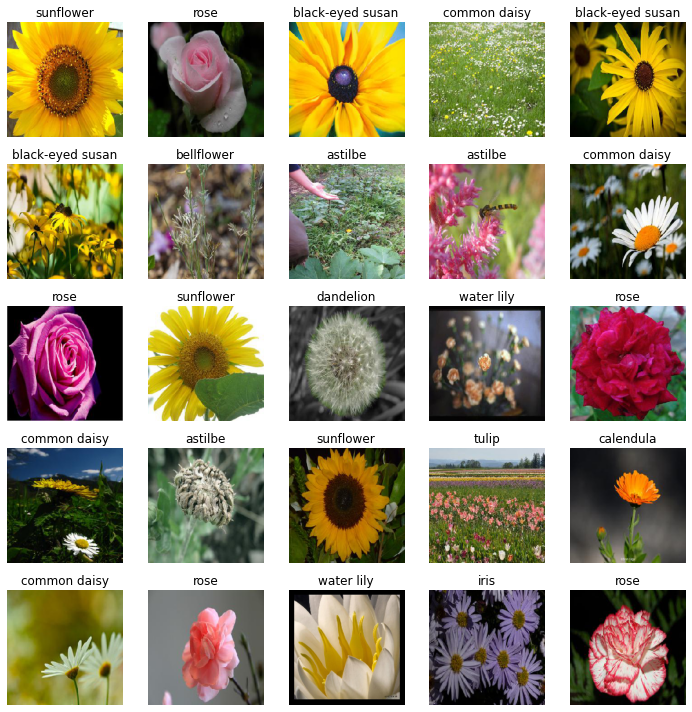 sunflower
rose
black-eyed susan
common daisy
black-eyed susan
black-eyed susan
bellflower
astilbe
astilbe
common daisy
rose
sunflower
dandelion
water lily
rose
common daisy
astilbe
sunflower
tulip
calendula
common daisy
rose
water lily
iris
rose